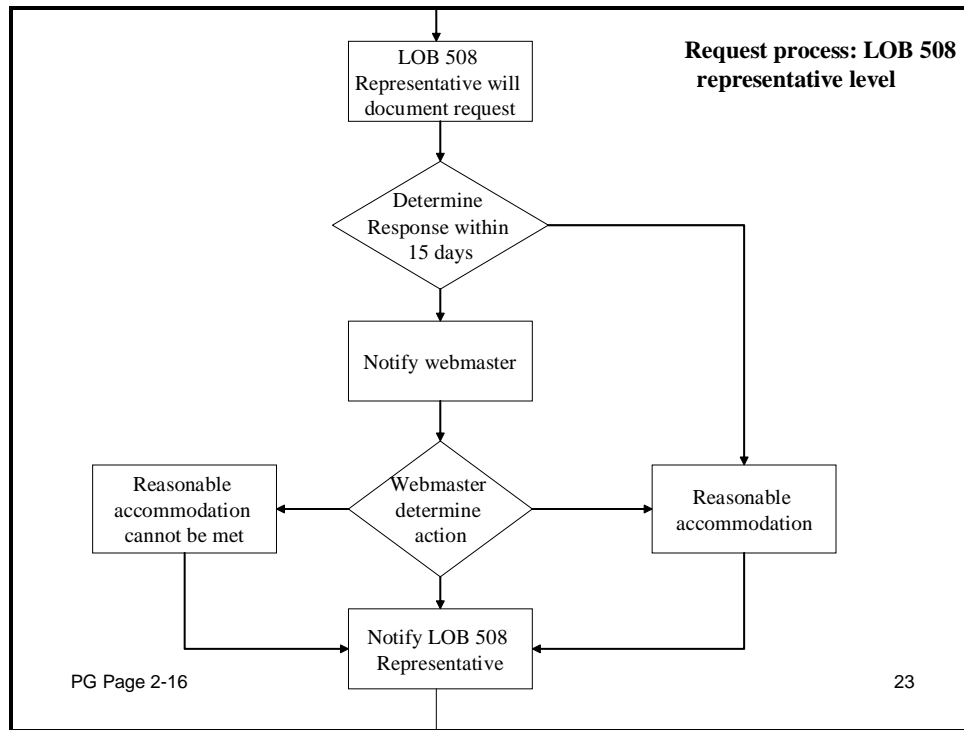 Request process: LOB 508
representative level
LOB 508
Representative will
document request
Determine
Response within
15 days
Notify webmaster
Webmaster
determine
action
Reasonable
accommodation
cannot be met
Reasonable
accommodation
Notify LOB 508
Representative
PG Page 2-16
23